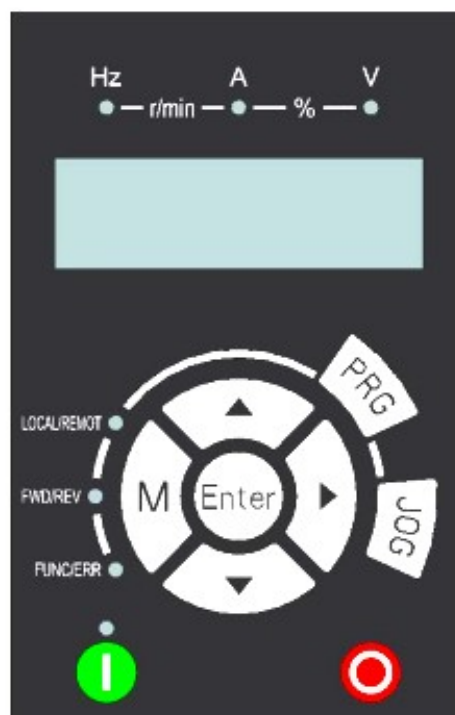 Hz A V
r/min %
PRG
LOCAL/REMOT
FWD/REV M Enter JOG
FUNC/ERR